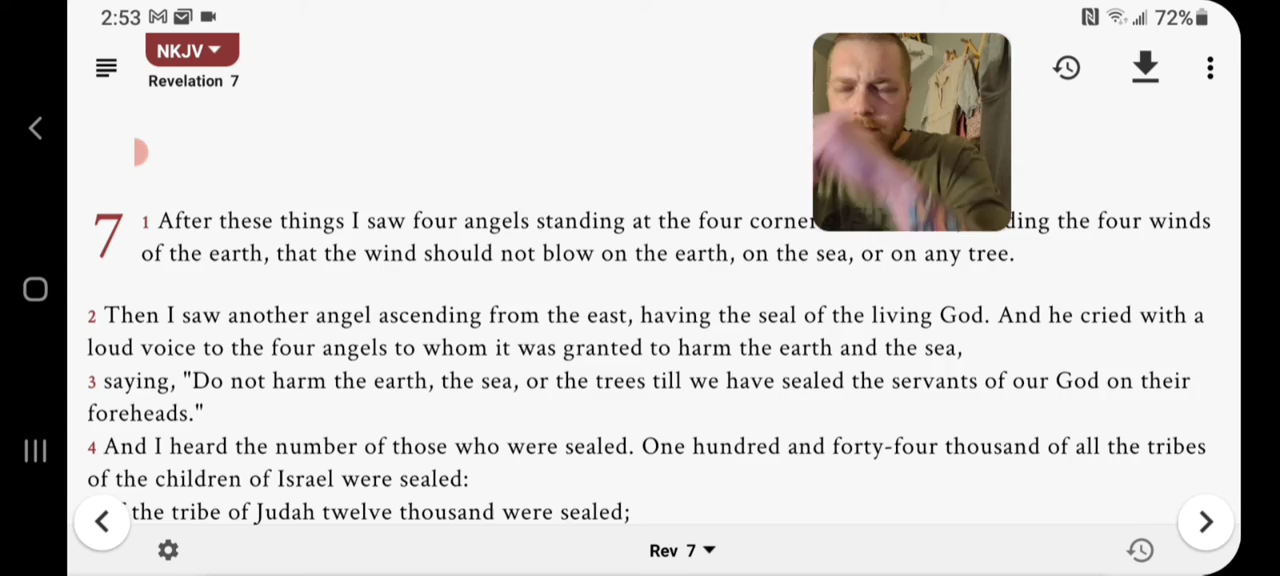 2:53 72%
NKJV
Revelation 7
7 1 After these things I saw four angels standing at the four corner ding the four winds
of the earth, that the wind should not blow on the earth, on the sea, or on any tree.
2 Then I saw another angel ascending from the east, having the seal of the living God. And he cried with a
loud voice to the four angels to whom it was granted to harm the earth and the sea,
3 saying, "Do not harm the earth, the sea, or the trees till we have sealed the servants of our God on their
foreheads."
4 And I heard the number of those who were sealed. One hundred and forty-four thousand of all the tribes
of the children of Israel were sealed:
the tribe of Judah twelve thousand were sealed;
Rev 7